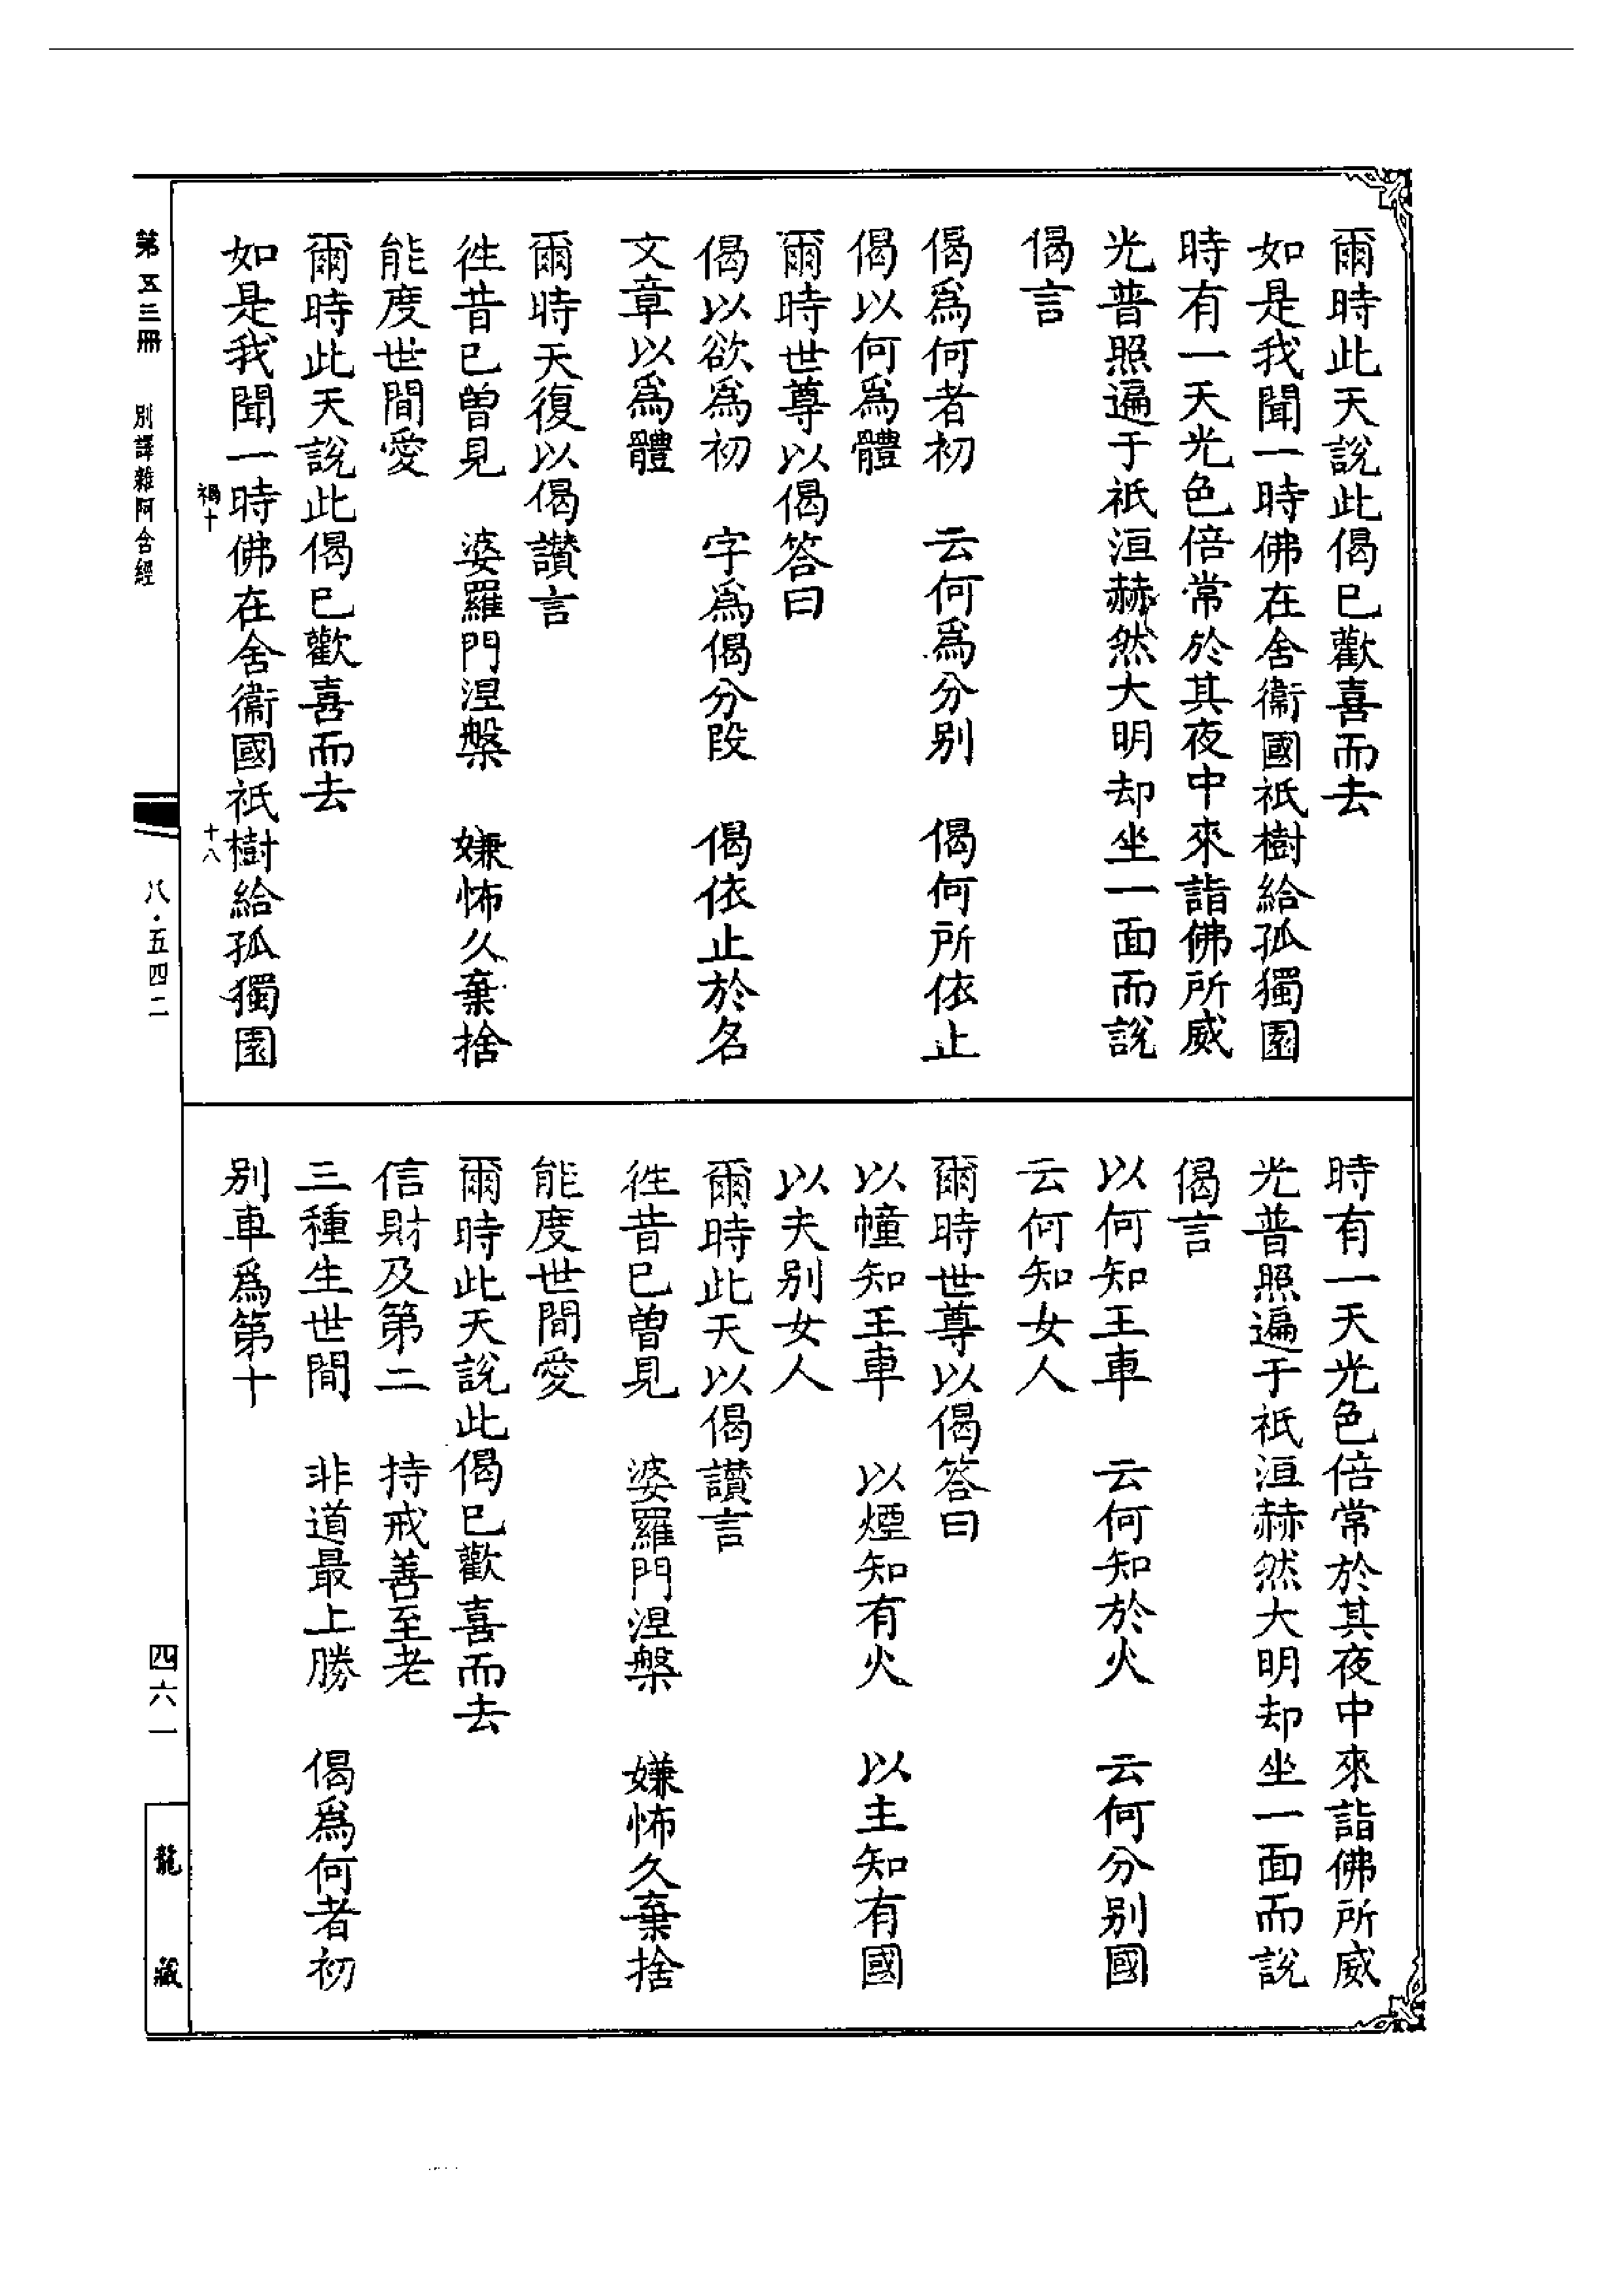 爾時此天說此偈已歡喜而去
如是我聞一時佛在舍衞國祇樹給孤獨園
時有一天光色倍常於其夜中來詣佛所威
光普照遍于祇洹赫然大明却坐一面而說
偈言
偈爲何者初　云何爲分別　偈何所依止
偈以何爲體
爾時世尊以偈答曰
偈以欲爲初　字爲偈分段　偈依止於名
文章以爲體
爾時天復以偈讚言
徃昔已曾見　婆羅門涅槃　嫌怖久棄捨
能度世間愛
爾時此天說此偈已歡喜而去
如是我聞一時佛在舍衞國祇樹給孤獨園
時有一天光色倍常於其夜中來詣佛所威
光普照遍于祇洹赫然大明却坐一面而說
偈言
以何知王車　云何知於火　云何分別國
云何知女人
爾時世尊以偈答曰
以幢知王車　以煙知有火　以主知有國
以夫別女人
爾時此天以偈讚言
徃昔已曾見　婆羅門涅槃　嫌怖久棄捨
能度世間愛
爾時此天說此偈已歡喜而去
信財及第二　持戒善至老
三種生世間　非道最上勝　偈爲何者初
別車爲第十
禍十
十八
第五三冊　別譯雜阿含經
八·五四二
四六一
龍藏